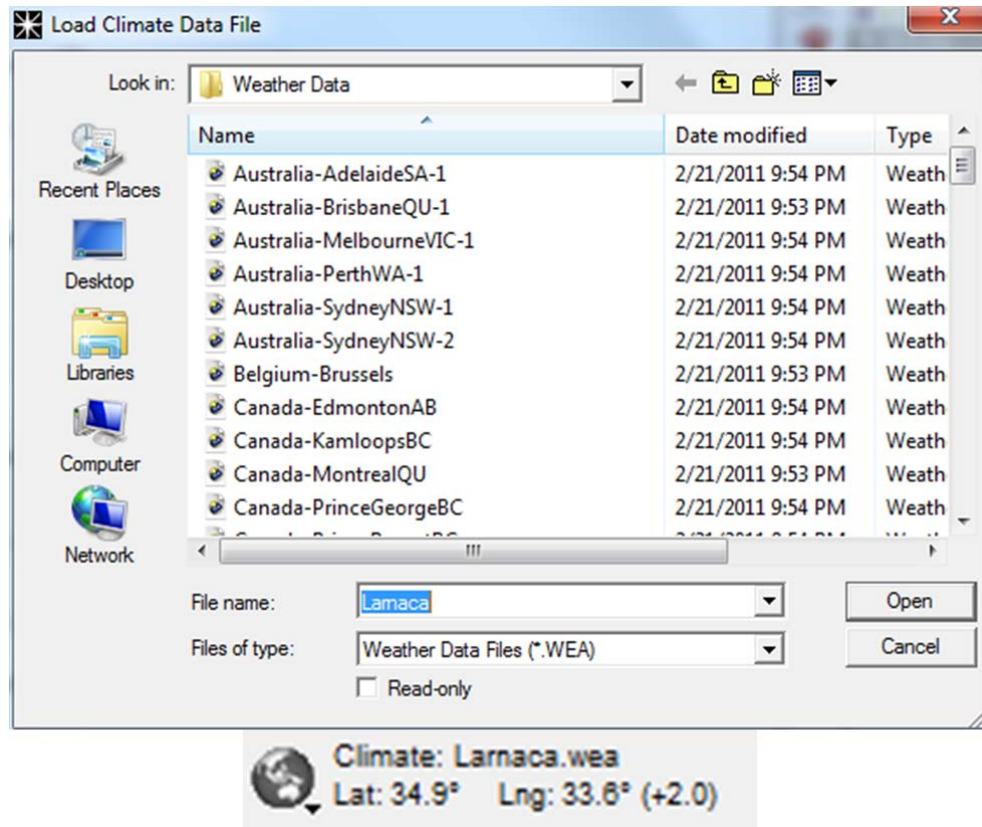 Load Climate Data File
Look in: Weather Data
Name Date modified Type
Australia-AdelaideSA-1 2/21/2011 9:54 PM Weath
Australia-BrisbaneQU-1 2/21/2011 9:53 PM Weath
Australia-MelbourneVIC-1 2/21/2011 9:54 PM Weath
Australia-PerthWA-1 2/21/2011 9:54 PM Weath
Australia-SydneyNSW-1 2/21/2011 9:54 PM Weath
Australia-SydneyNSW-2 2/21/2011 9:54 PM Weath
Belgium-Brussels 2/21/2011 9:53 PM Weath
Canada-EdmontonAB 2/21/2011 9:54 PM Weath
Canada-KamloopsBC 2/21/2011 9:54 PM Weath
Canada-MontrealQU 2/21/2011 9:53 PM Weath
Canada-PrinceGeorgeBC 2/21/2011 9:54 PM Weath
Recent Places
Desktop
Libraries
Computer
Network
File name: Larnaca Open
Files of type: Weather Data Files (*.WEA) Cancel
Read-only
Climate: Larnaca.wea
Lat: 34.9° Lng: 33.6° (+2.0)